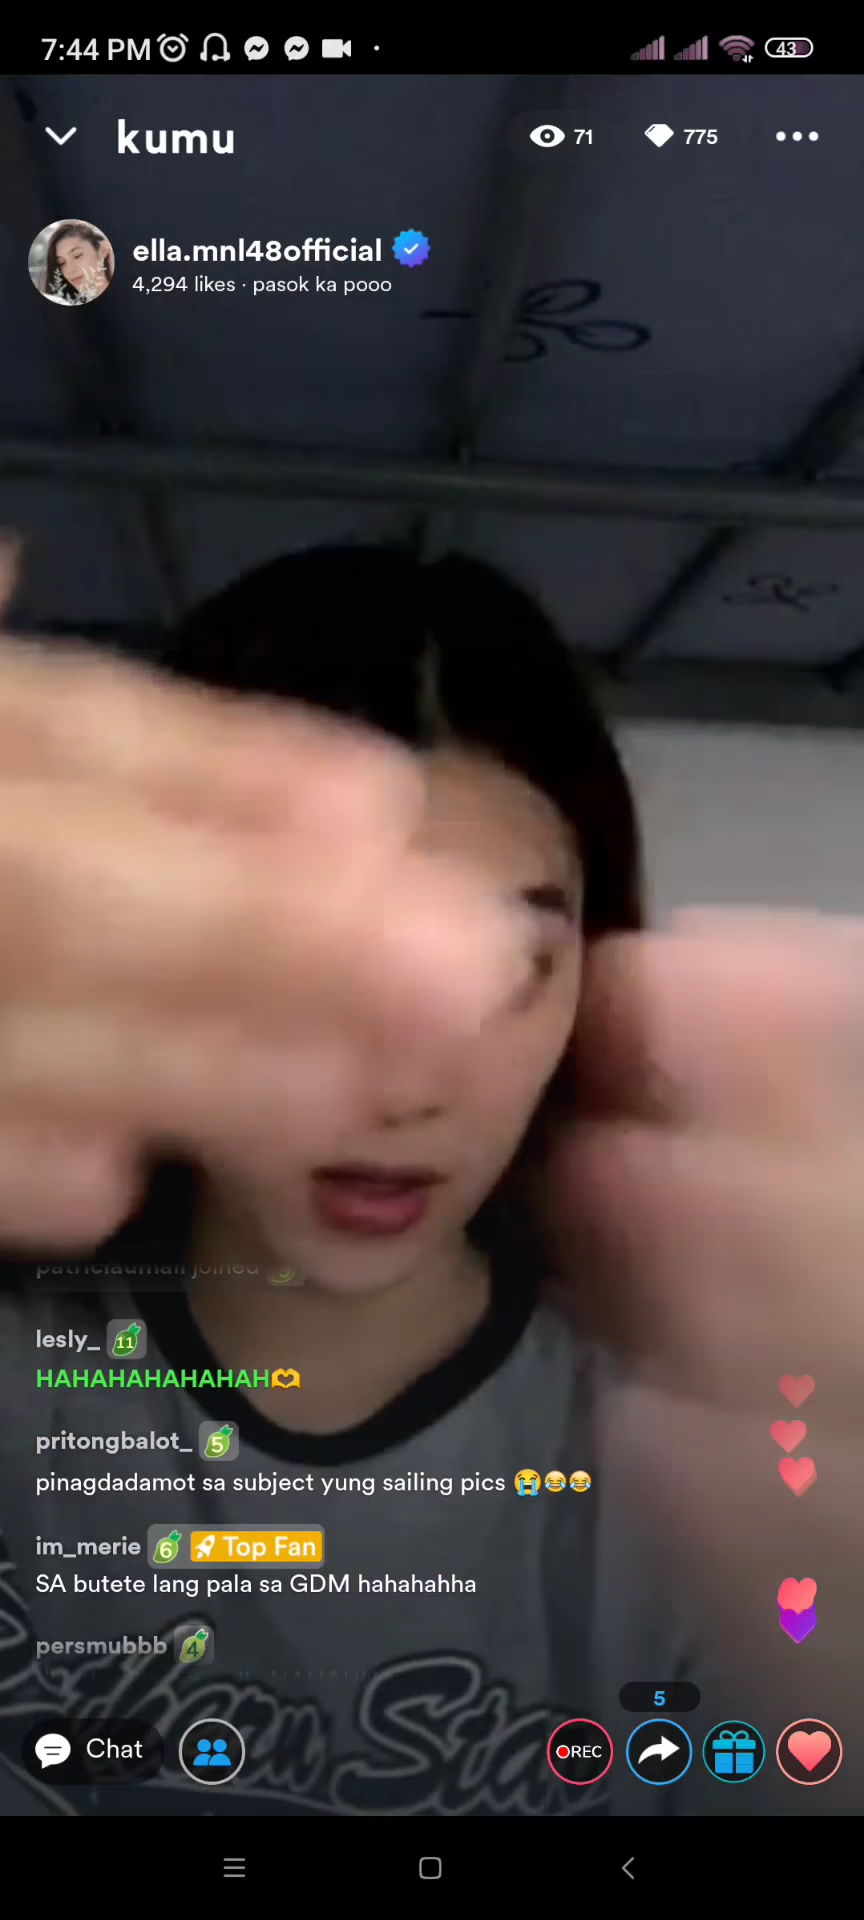 7:44 PM
43
kumu
71
775
ella.mnl48official
4,294 likes · pasok ka pooo
patriciaumali joined
lesly_ 11
HAHAHAHAHAHAH🫶
pritongbalot_ 5
pinagdadamot sa subject yung sailing pics 😭😂😂
im_merie 6 Top Fan
SA butete lang pala sa GDM hahahahha
persmubbb 4
5
Chat
REC